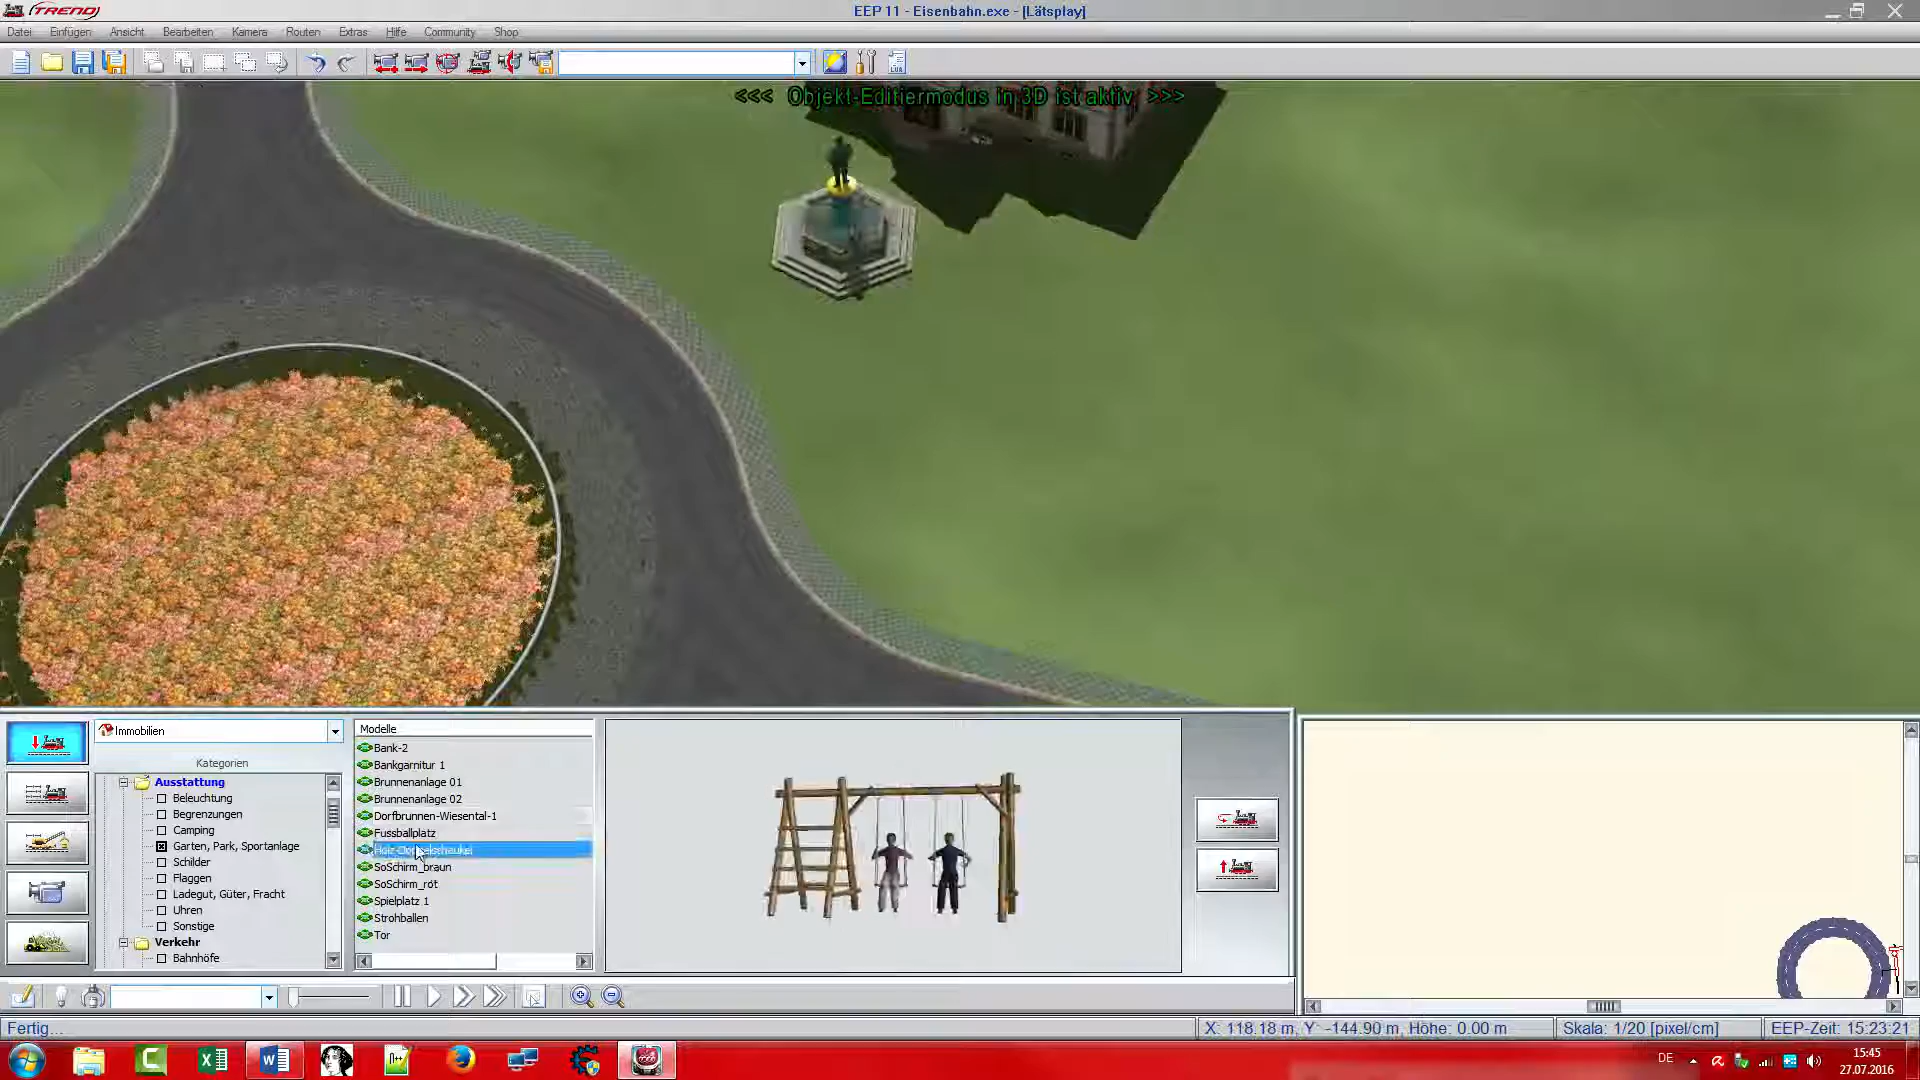 TREND
EEP 11 - Eisenbahn.exe - [Lätsplay]
Datei Einfügen Ansicht Bearbeiten Kamera Routen Extras Hilfe Community Shop
LUA
<<< Objekt-Editiermodus in 3D ist aktiv >>>
Immobilien
Kategorien
Ausstattung
Beleuchtung
Begrenzungen
Camping
Garten, Park, Sportanlage
Schilder
Flaggen
Ladegut, Güter, Fracht
Uhren
Sonstige
Verkehr
Bahnhöfe
Modelle
Bank-2
Bankgarnitur 1
Brunnenanlage 01
Brunnenanlage 02
Dorfbrunnen-Wiesental-1
Fussballplatz
Holz-Doppelschaukel
SoSchirm_braun
SoSchirm_rot
Spielplatz 1
Strohballen
Tor
Fertig...
X: 118.18 m, Y: -144.90 m, Höhe: 0.00 m
Skala: 1/20 [pixel/cm]
EEP-Zeit: 15:23:21
DE
15:45
27.07.2016